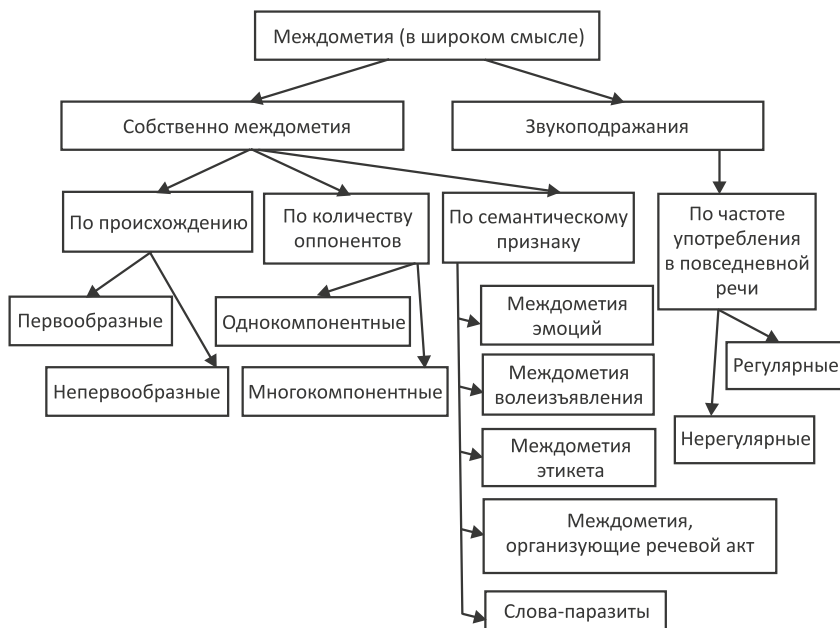 Междометия (в широком смысле)
Собственно междометия
Звукоподражания
По происхождению
По количеству
оппонентов
По семантическому
признаку
По частоте
употребления
в повседневной
речи
Первообразные
Непервообразные
Однокомпонентные
Многокомпонентные
Междометия
эмоций
Междометия
волеизъявления
Междометия
этикета
Междометия,
организующие речевой акт
Слова-паразиты
Регулярные
Нерегулярные